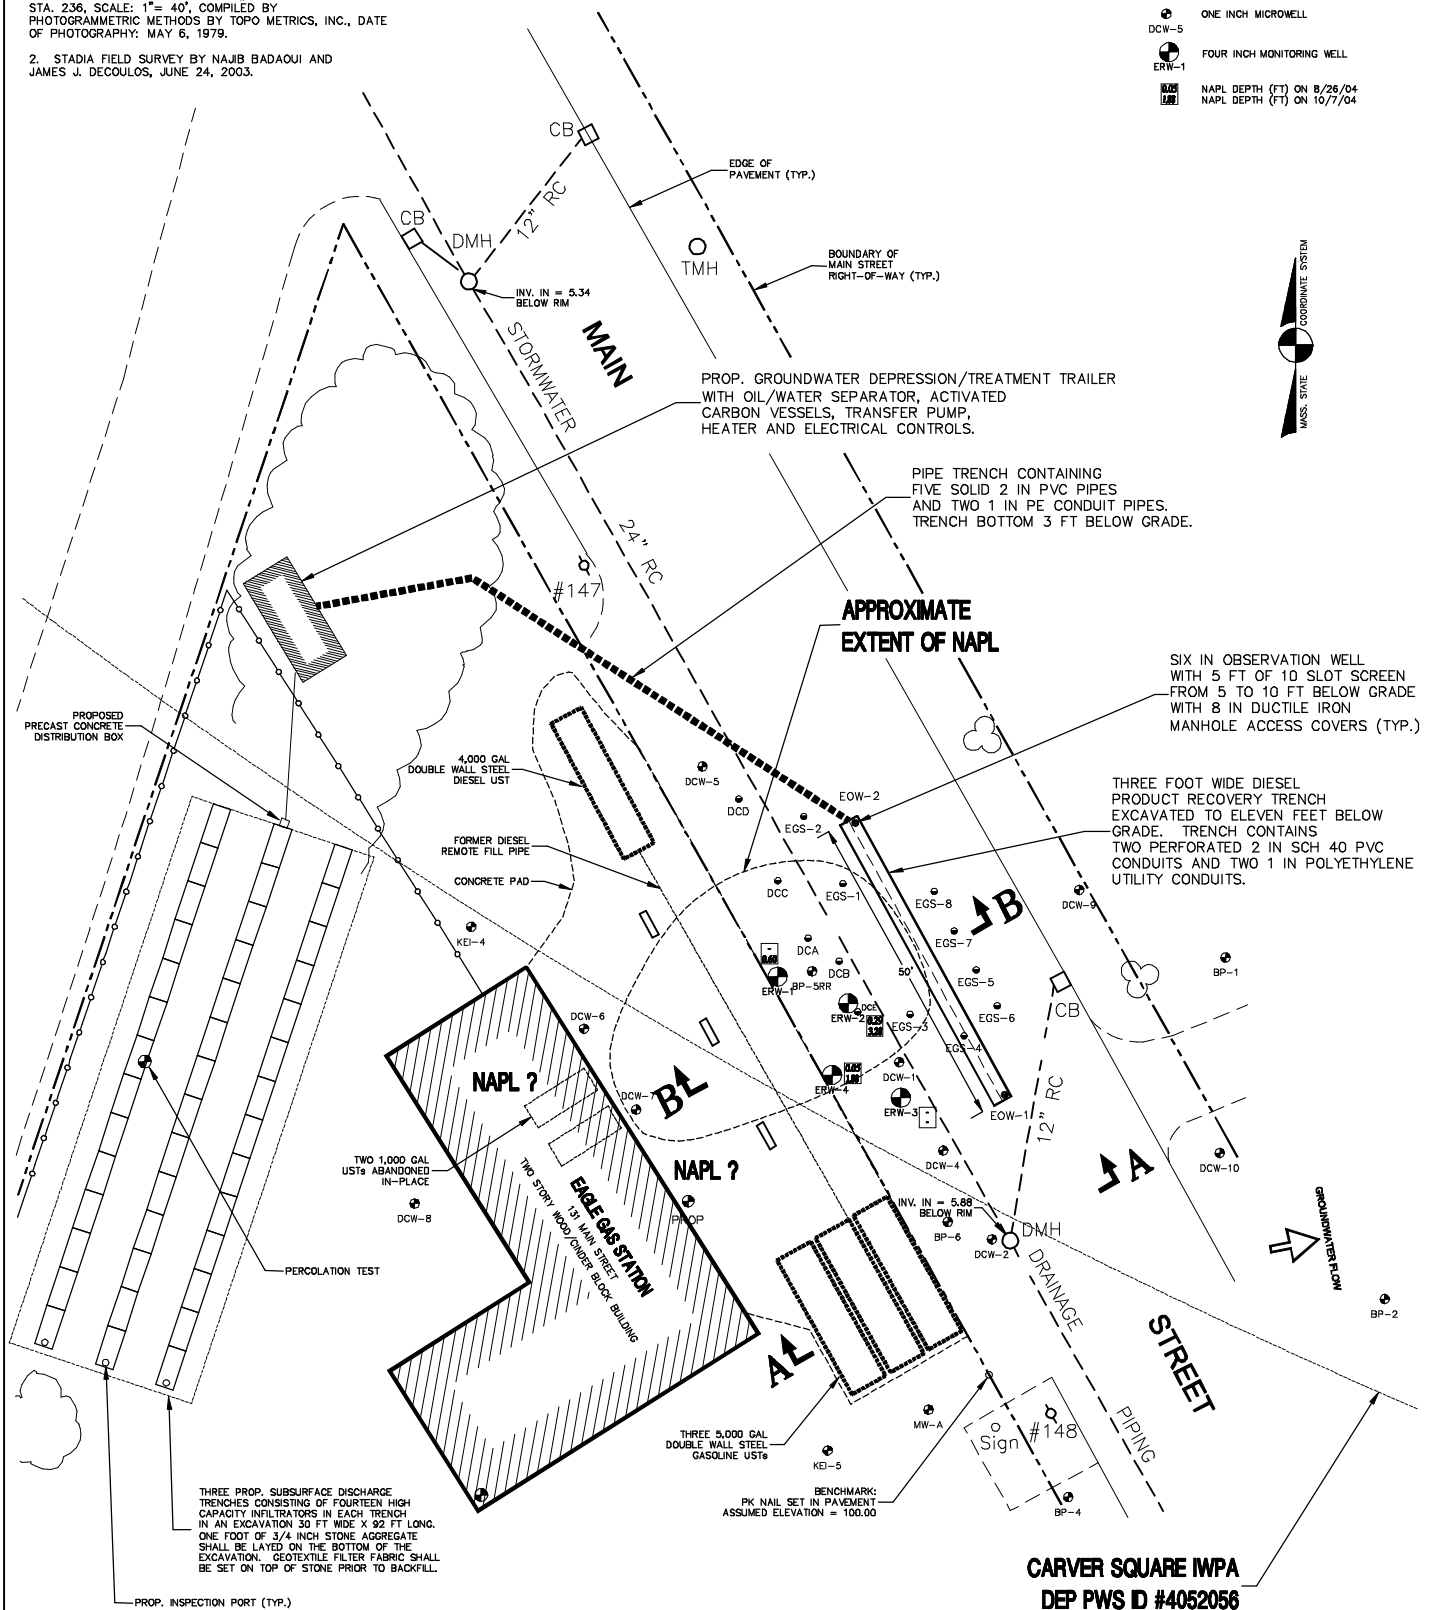 STA. 236, SCALE: 1"= 40', COMPILED BY
PHOTOGRAMMETRIC METHODS BY TOPO METRICS, INC., DATE
OF PHOTOGRAPHY: MAY 6, 1979.
2. STADIA FIELD SURVEY BY NAJIB BADAOUI AND
JAMES J. DECOULOS, JUNE 24, 2003.
ONE INCH MICROWELL
DCW-5
FOUR INCH MONITORING WELL
ERW-1
0.05
1.88
NAPL DEPTH (FT) ON 8/26/04
NAPL DEPTH (FT) ON 10/7/04
CB
EDGE OF
PAVEMENT (TYP.)
12" RC
CB
DMH
TMH
BOUNDARY OF
MAIN STREET
RIGHT-OF-WAY (TYP.)
INV. IN = 5.34
BELOW RIM
MASS. STATE COORDINATE SYSTEM
STORMWATER
MAIN
PROP. GROUNDWATER DEPRESSION/TREATMENT TRAILER
WITH OIL/WATER SEPARATOR, ACTIVATED
CARBON VESSELS, TRANSFER PUMP,
HEATER AND ELECTRICAL CONTROLS.
PIPE TRENCH CONTAINING
FIVE SOLID 2 IN PVC PIPES
AND TWO 1 IN PE CONDUIT PIPES.
TRENCH BOTTOM 3 FT BELOW GRADE.
24" RC
#147
APPROXIMATE
EXTENT OF NAPL
SIX IN OBSERVATION WELL
WITH 5 FT OF 10 SLOT SCREEN
FROM 5 TO 10 FT BELOW GRADE
WITH 8 IN DUCTILE IRON
MANHOLE ACCESS COVERS (TYP.)
PROPOSED
PRECAST CONCRETE
DISTRIBUTION BOX
4,000 GAL
DOUBLE WALL STEEL
DIESEL UST
DCW-5
DCD
EOW-2
EGS-2
THREE FOOT WIDE DIESEL
PRODUCT RECOVERY TRENCH
EXCAVATED TO ELEVEN FEET BELOW
GRADE. TRENCH CONTAINS
TWO PERFORATED 2 IN SCH 40 PVC
CONDUITS AND TWO 1 IN POLYETHYLENE
UTILITY CONDUITS.
FORMER DIESEL
REMOTE FILL PIPE
CONCRETE PAD
DCC
EGS-1
EGS-8
B
DCW-9
KEI-4
EGS-7
DCA
-
0.60
DCB
50'
EGS-5
BP-1
ERW-1
BP-5RR
EGS-6
CB
DCE
ERW-2
0.29
3.28
EGS-3
DCW-6
EGS-4
NAPL ?
B
ERW-4
0.05
1.88
DCW-1
DCW-7
ERW-3
-
-
EOW-1
12" RC
TWO 1,000 GAL
USTs ABANDONED
IN-PLACE
NAPL ?
DCW-4
A
DCW-10
DCW-8
PROP
EAGLE GAS STATION
131 MAIN STREET
TWO STORY WOOD/CINDER BLOCK BUILDING
INV. IN = 5.88
BELOW RIM
BP-6
DCW-2
DMH
GROUNDWATER FLOW
PERCOLATION TEST
DRAINAGE
BP-2
STREET
A
MW-A
Sign
#148
PIPING
THREE 5,000 GAL
DOUBLE WALL STEEL
GASOLINE USTs
KEI-5
BENCHMARK:
PK NAIL SET IN PAVEMENT
ASSUMED ELEVATION = 100.00
BP-4
THREE PROP. SUBSURFACE DISCHARGE
TRENCHES CONSISTING OF FOURTEEN HIGH
CAPACITY INFILTRATORS IN EACH TRENCH
IN AN EXCAVATION 30 FT WIDE X 92 FT LONG.
ONE FOOT OF 3/4 INCH STONE AGGREGATE
SHALL BE LAYED ON THE BOTTOM OF THE
EXCAVATION. GEOTEXTILE FILTER FABRIC SHALL
BE SET ON TOP OF STONE PRIOR TO BACKFILL.
PROP. INSPECTION PORT (TYP.)
CARVER SQUARE IWPA
DEP PWS ID #4052056